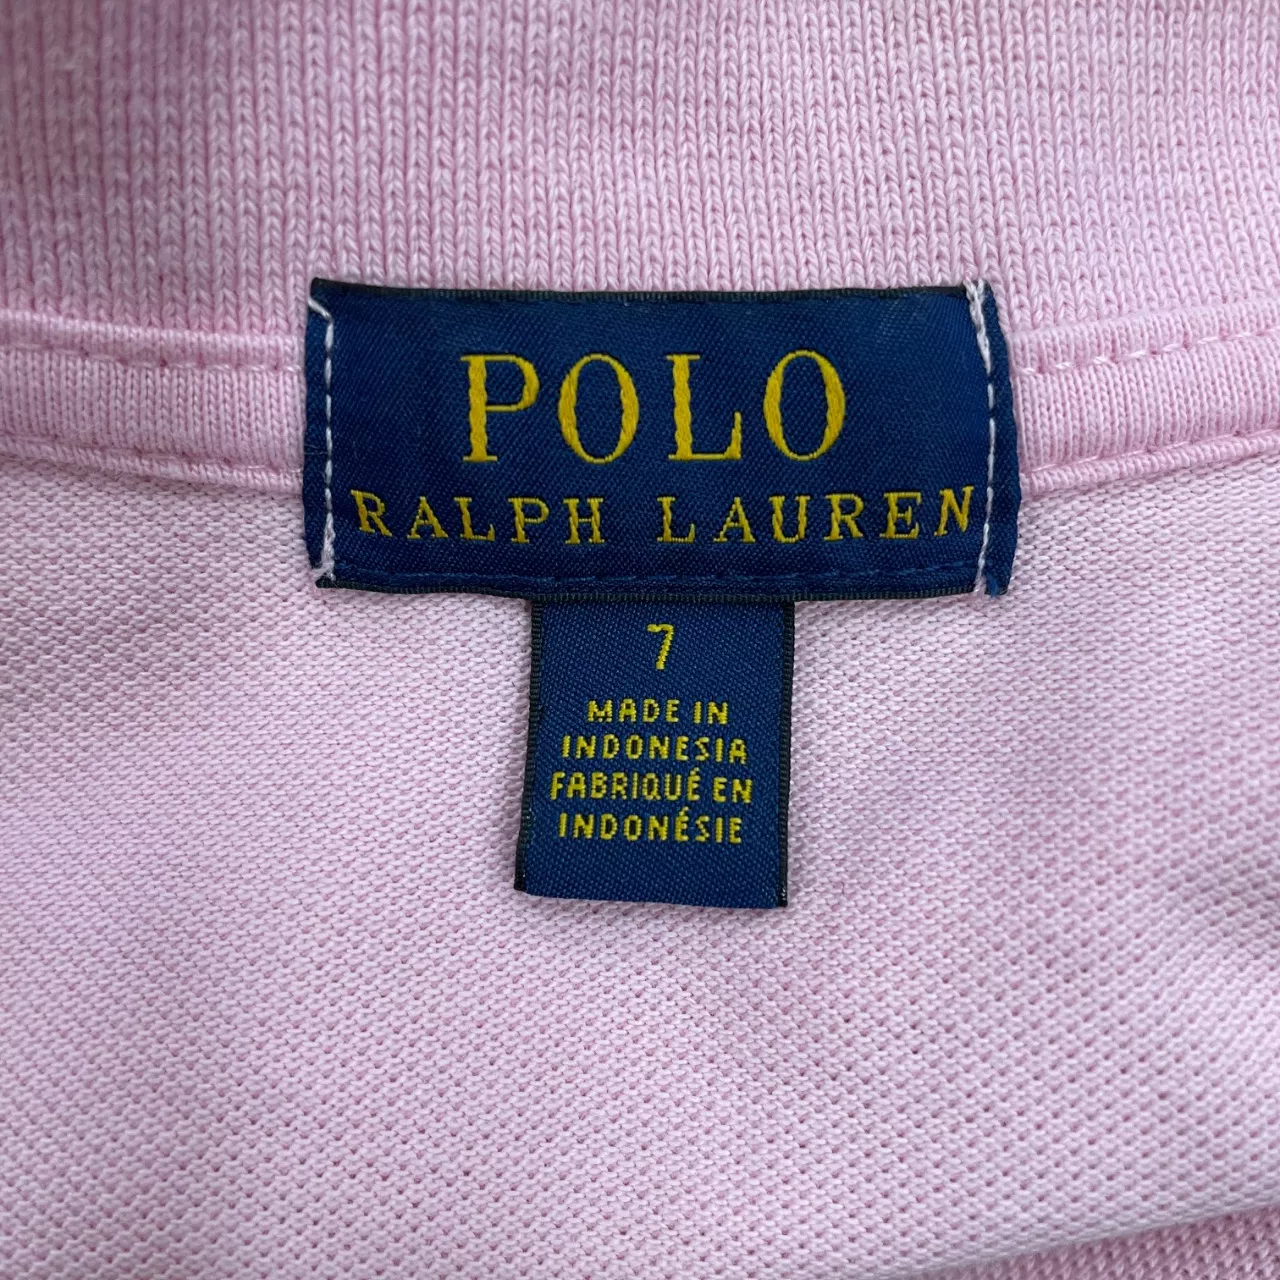 POLO
RALPH LAUREN
7
MADE IN
INDONESIA
FABRIQUÉ EN
INDONÉSIE